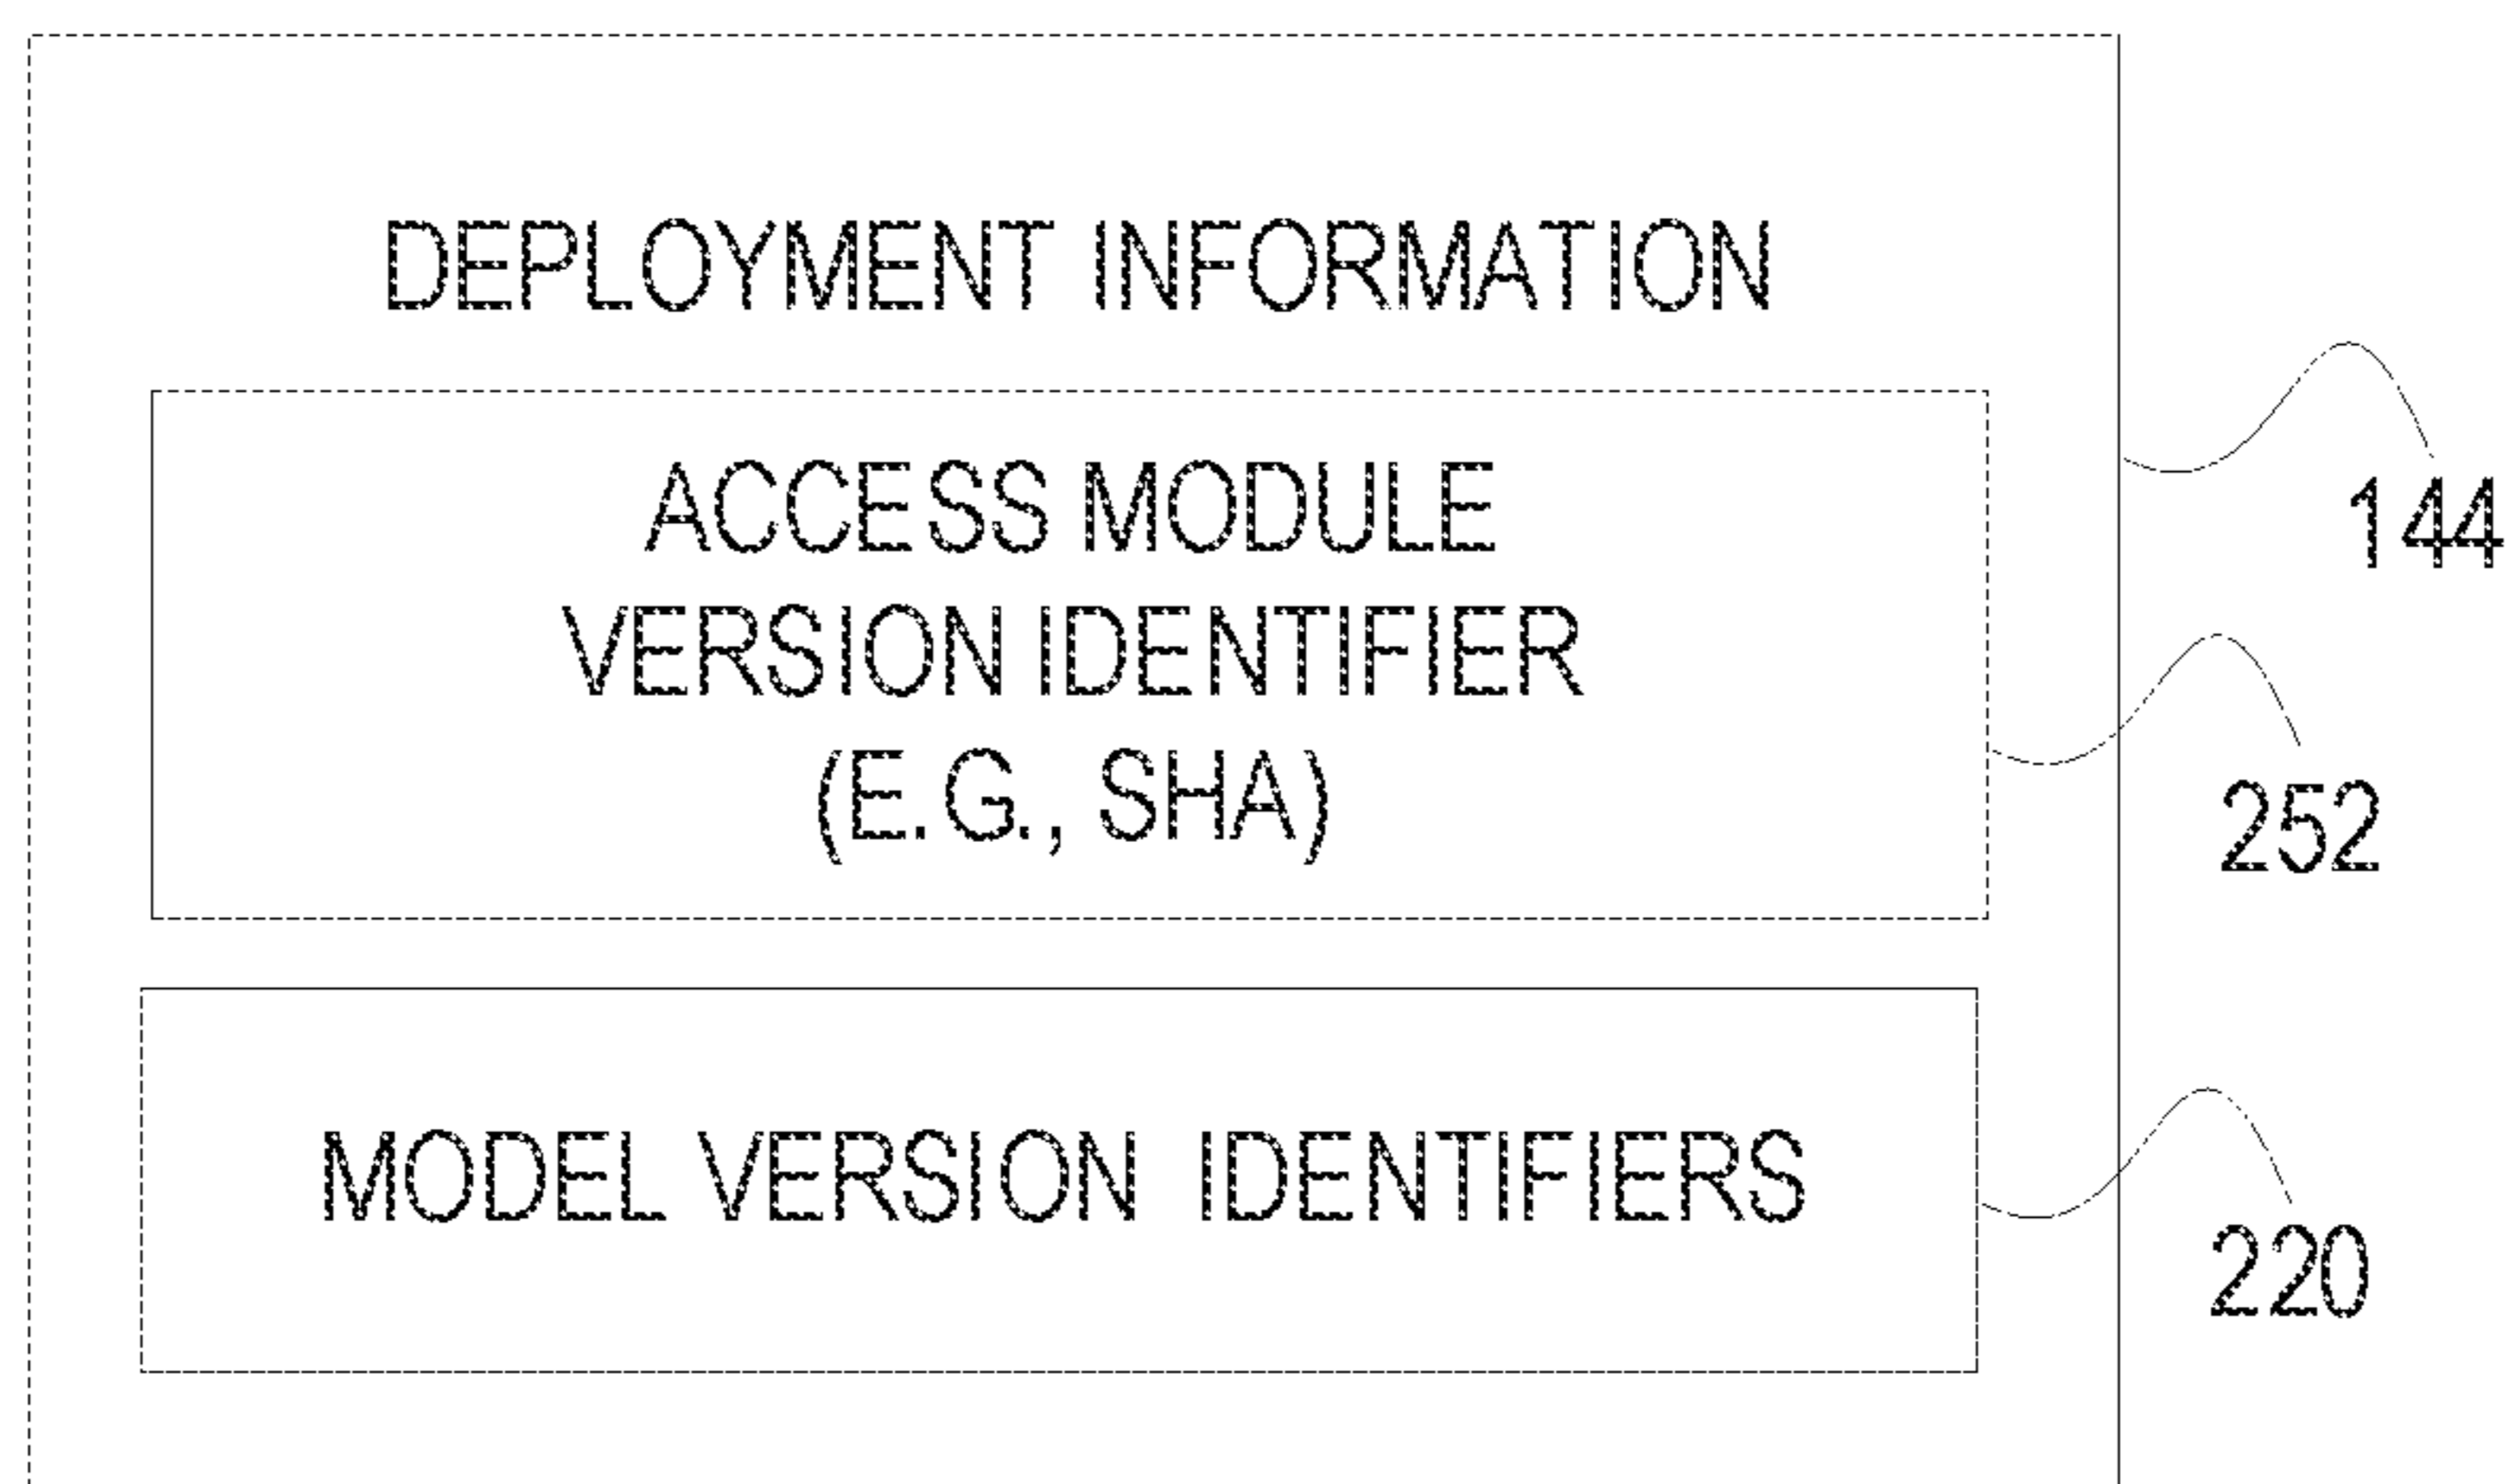 DEPLOYMENT INFORMATION
ACCESS MODULE
VERSION IDENTIFIER
(E.G., SHA)
144
252
MODEL VERSION IDENTIFIERS
220